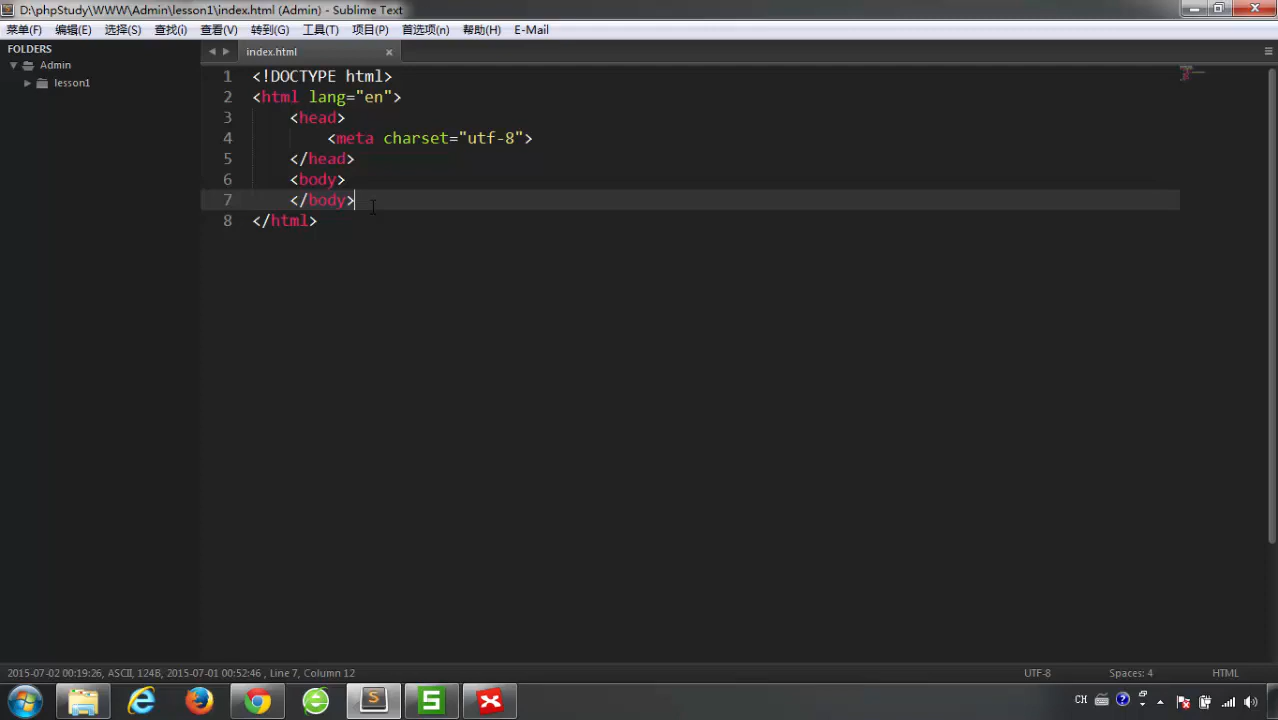 D:\phpStudy\WWW\Admin\lesson1\index.html (Admin) - Sublime Text
菜单(F) 编辑(E) 选择(S) 查找(i) 查看(V) 转到(G) 工具(T) 项目(P) 首选项(n) 帮助(H) E-Mail
FOLDERS
Admin
lesson1
index.html
1 <!DOCTYPE html>
2 <html lang="en">
3 <head>
4 <meta charset="utf-8">
5 </head>
6 <body>
7 </body>
8 </html>
2015-07-02 00:19:26, ASCII, 124B, 2015-07-01 00:52:46 , Line 7, Column 12 UTF-8 Spaces: 4 HTML
CH